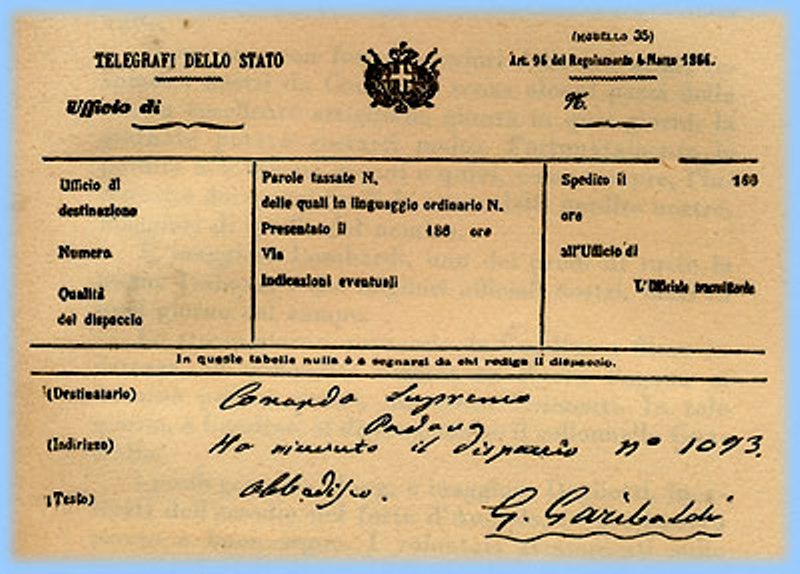 (MODELLO 35)
TELEGRAFI DELLO STATO
Art. 96 del Regolamento 4 Marzo 1866.
Ufficio di
N.
Ufficio di
destinazione
Numero
Qualità
del dispaccio
Parole tassate N.
delle quali in linguaggio ordinario N.
Presentato il 186 ore
Via
Indicazioni eventuali
Spedito il 186
ore
all'Ufficio di
L'Ufficiale trasmittente
In queste tabelle nulla è a segnarsi da chi redige il dispaccio.
(Destinatario) Comando Supremo
Padova
(Indirizzo) Ho ricevuto il dispaccio nº 1073.
(Testo) Obbedisco.
G. Garibaldi